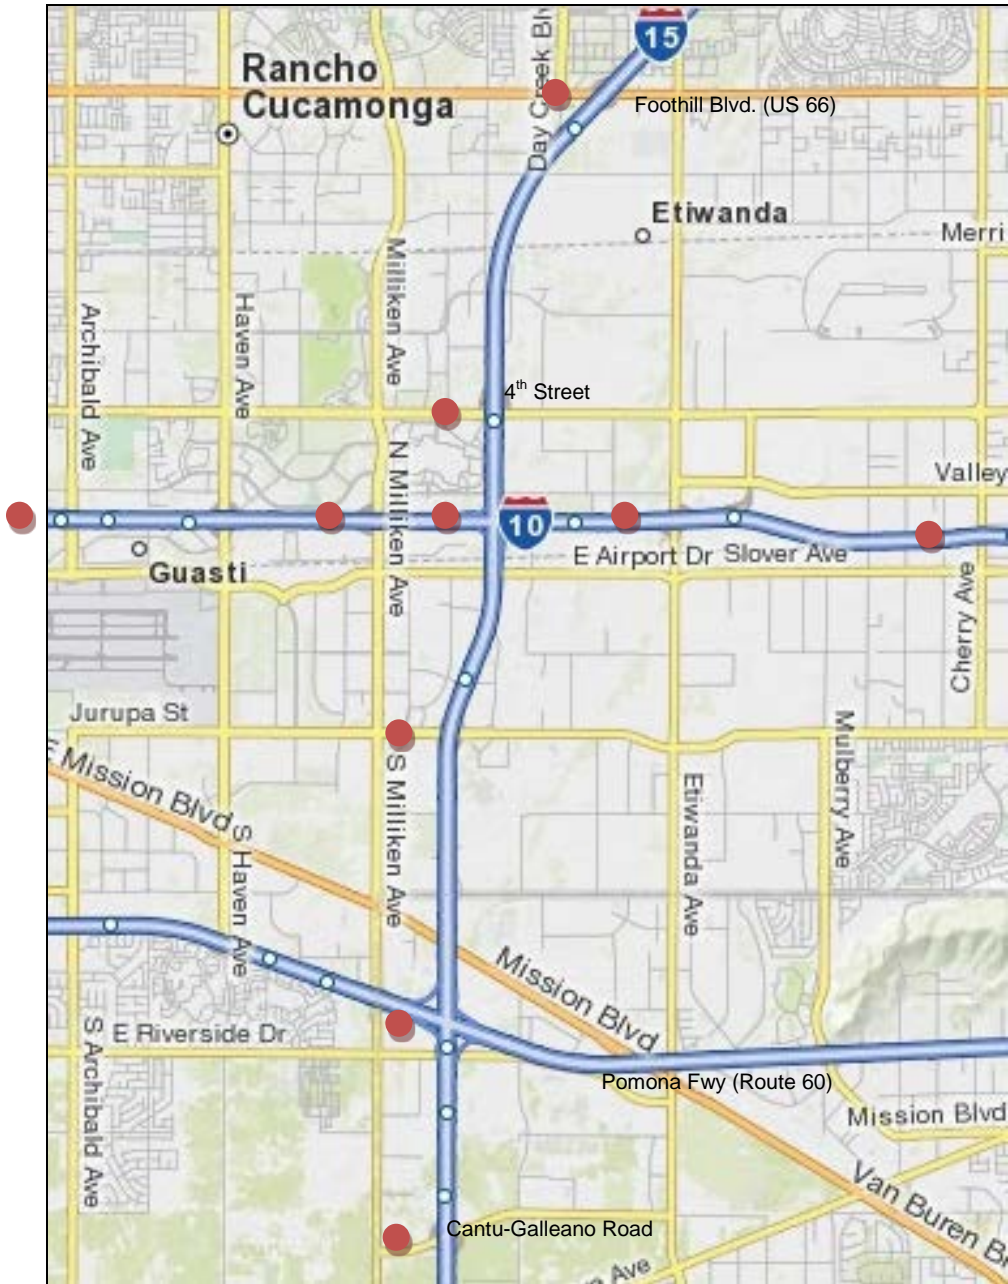 15
Rancho
Cucamonga
Day Creek Blv
Foothill Blvd. (US 66)
Etiwanda
Merri
Milliken Ave
Haven Ave
Archibald Ave
4th Street
N Milliken Ave
Valley
10
E Airport Dr
Slover Ave
Guasti
Cherry Ave
Jurupa St
E Mission Blvd
S Milliken Ave
Mulberry Ave
Etiwanda Ave
S Haven Ave
Mission Blvd
S Archibald Ave
E Riverside Dr
Pomona Fwy (Route 60)
Mission Blvd
Van Buren B
Cantu-Galleano Road
Ave